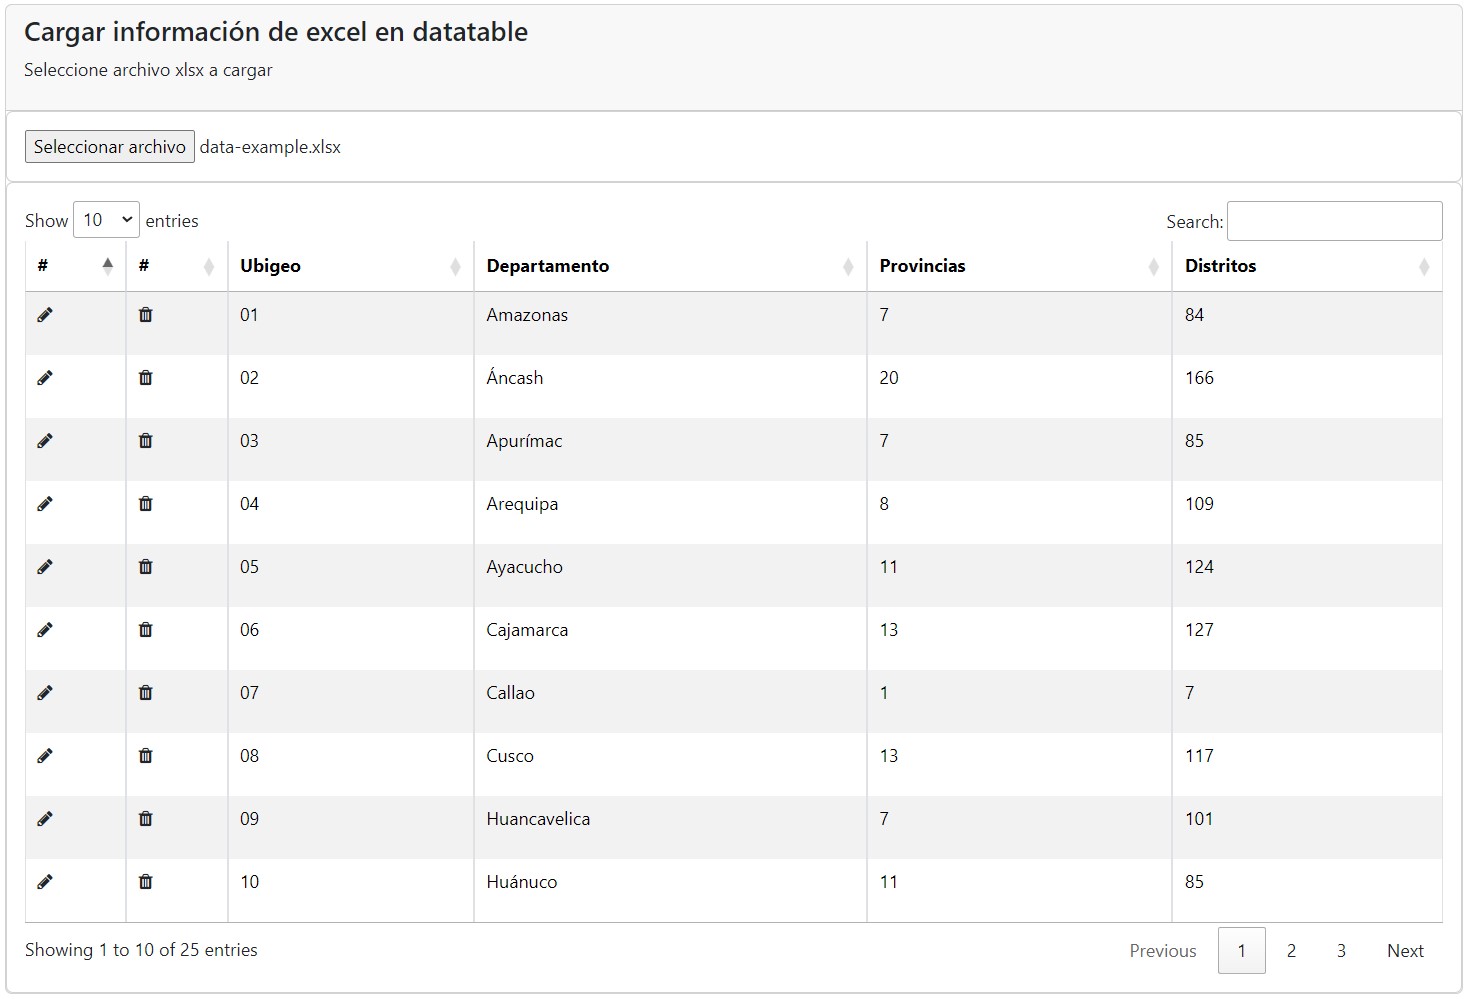 Cargar información de excel en datatable
Seleccione archivo xlsx a cargar
Seleccionar archivo data-example.xlsx
Show 10 entries Search:
# # Ubigeo Departamento Provincias Distritos
01 Amazonas 7 84
02 Áncash 20 166
03 Apurímac 7 85
04 Arequipa 8 109
05 Ayacucho 11 124
06 Cajamarca 13 127
07 Callao 1 7
08 Cusco 13 117
09 Huancavelica 7 101
10 Huánuco 11 85
Showing 1 to 10 of 25 entries Previous 1 2 3 Next